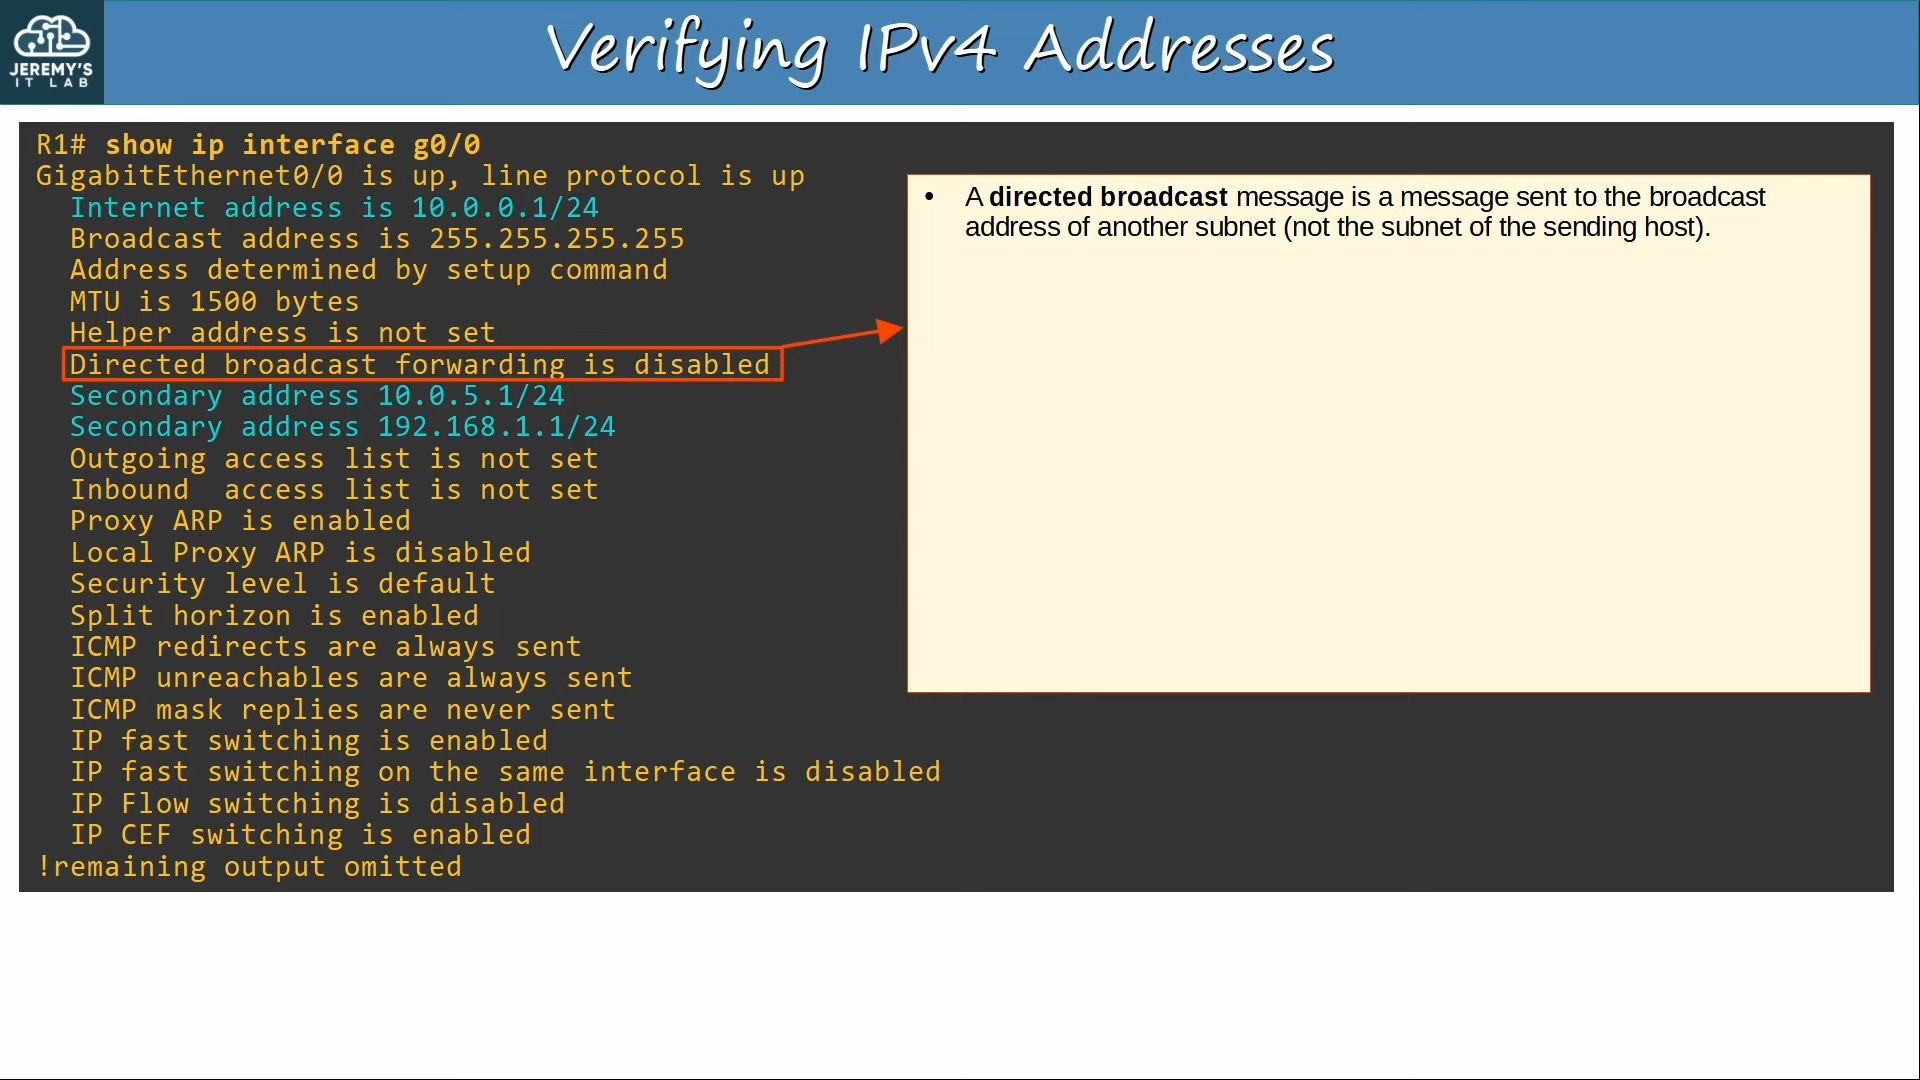 JEREMY'S
IT LAB
Verifying IPv4 Addresses
R1# show ip interface g0/0
GigabitEthernet0/0 is up, line protocol is up
Internet address is 10.0.0.1/24
Broadcast address is 255.255.255.255
Address determined by setup command
MTU is 1500 bytes
Helper address is not set
Directed broadcast forwarding is disabled
Secondary address 10.0.5.1/24
Secondary address 192.168.1.1/24
Outgoing access list is not set
Inbound  access list is not set
Proxy ARP is enabled
Local Proxy ARP is disabled
Security level is default
Split horizon is enabled
ICMP redirects are always sent
ICMP unreachables are always sent
ICMP mask replies are never sent
IP fast switching is enabled
IP fast switching on the same interface is disabled
IP Flow switching is disabled
IP CEF switching is enabled
!remaining output omitted
• A directed broadcast message is a message sent to the broadcast
address of another subnet (not the subnet of the sending host).